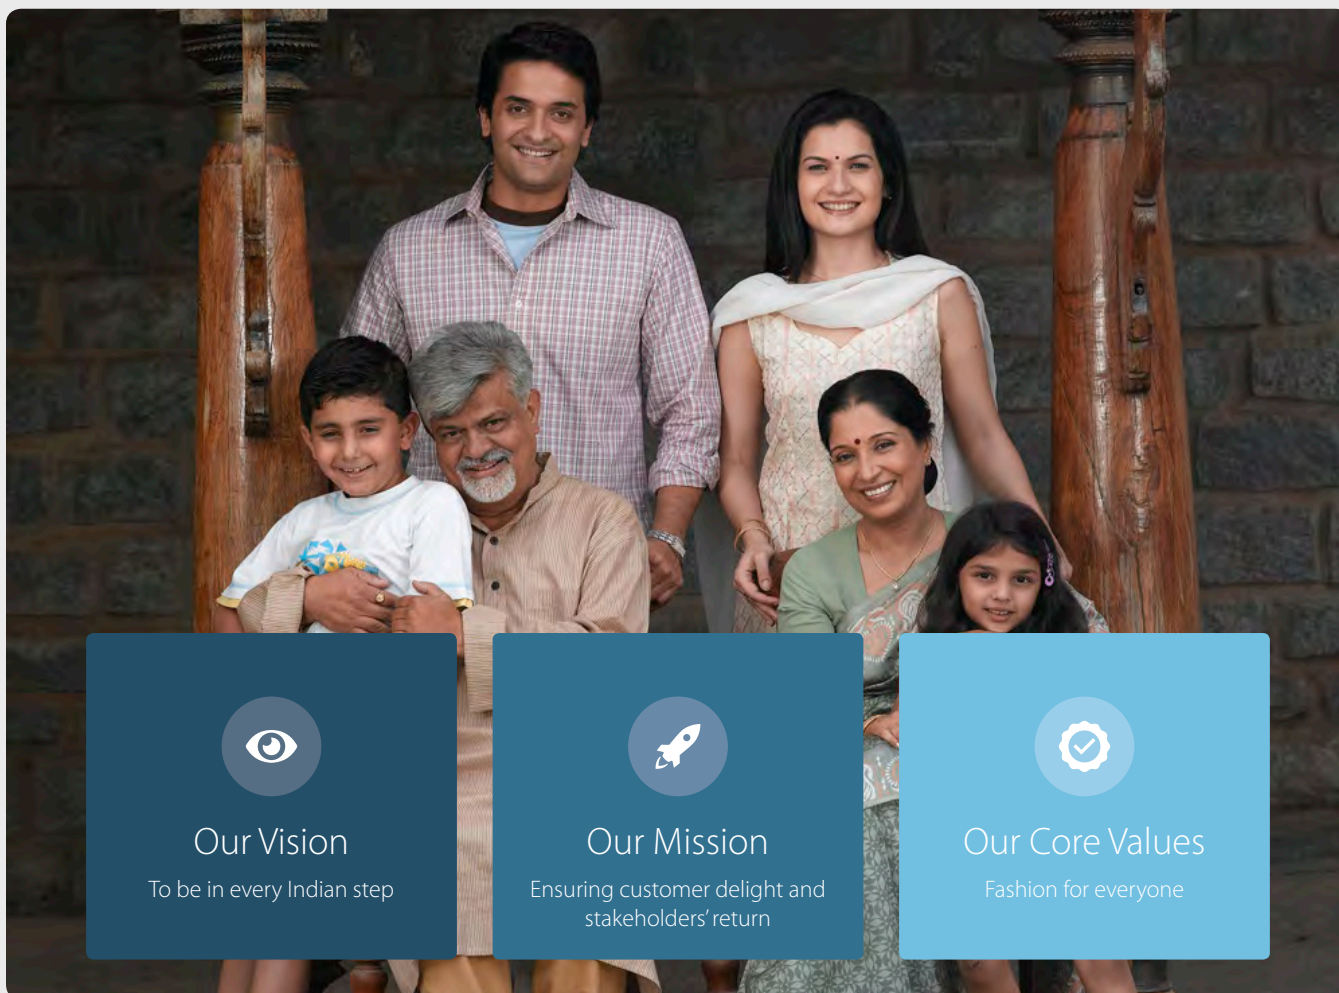 Our Vision
To be in every Indian step
Our Mission
Ensuring customer delight and
stakeholders’ return
Our Core Values
Fashion for everyone